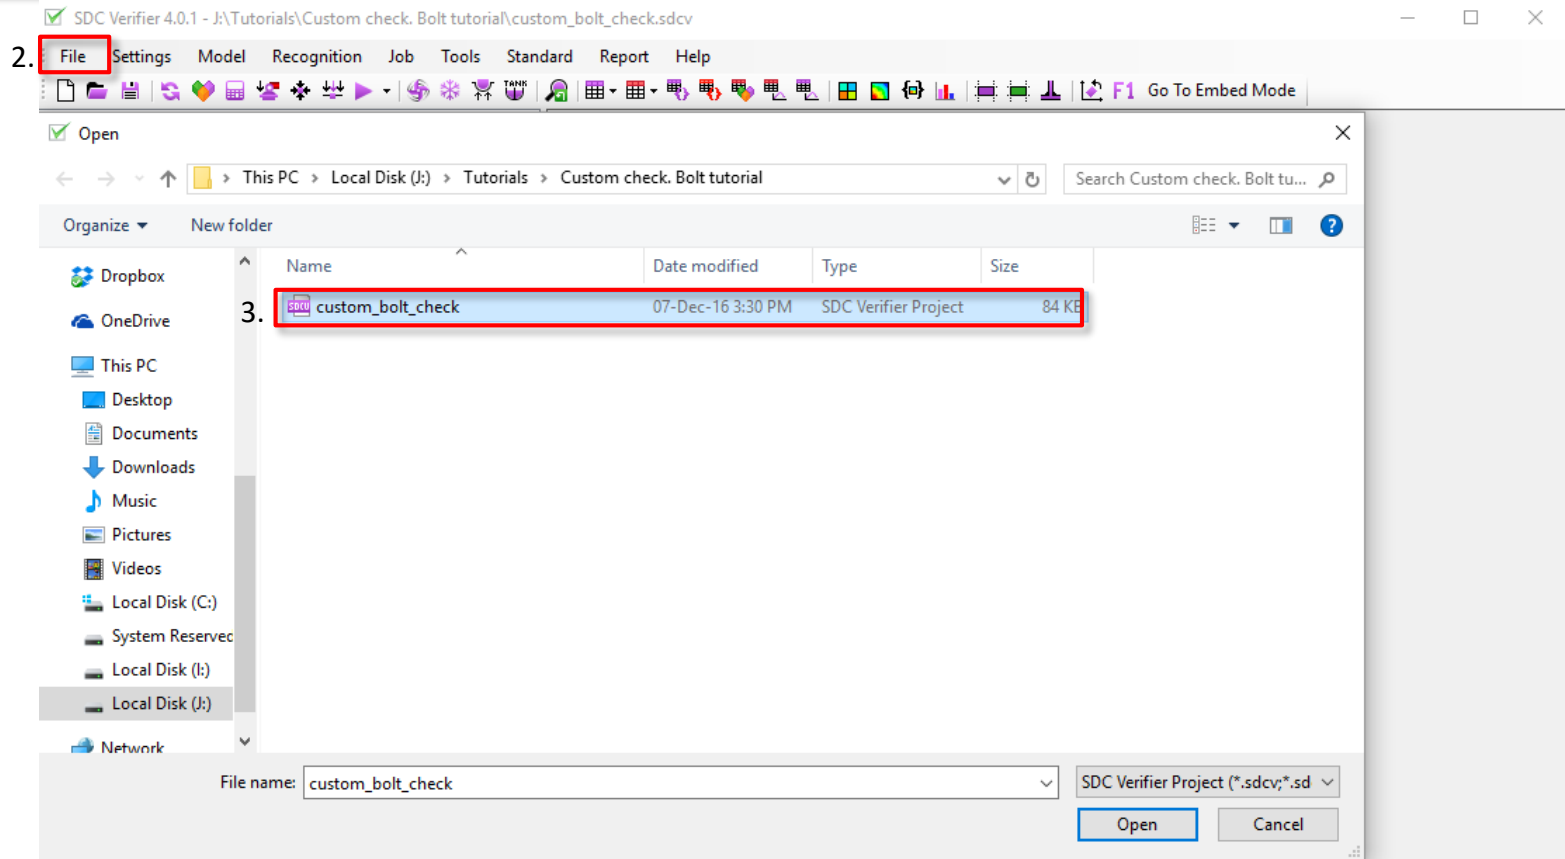 SDC Verifier 4.0.1 - J:\Tutorials\Custom check. Bolt tutorial\custom_bolt_check.sdcv
2. File Settings Model Recognition Job Tools Standard Report Help
TANK F1 Go To Embed Mode
Open
This PC > Local Disk (J:) > Tutorials > Custom check. Bolt tutorial Search Custom check. Bolt tu...
Organize New folder ?
Name Date modified Type Size
3. SDCV custom_bolt_check 07-Dec-16 3:30 PM SDC Verifier Project 84 KB
Dropbox
OneDrive
This PC
Desktop
Documents
Downloads
Music
Pictures
Videos
Local Disk (C:)
System Reserved
Local Disk (I:)
Local Disk (J:)
Network
File name: custom_bolt_check SDC Verifier Project (*.sdcv;*.sd
Open Cancel